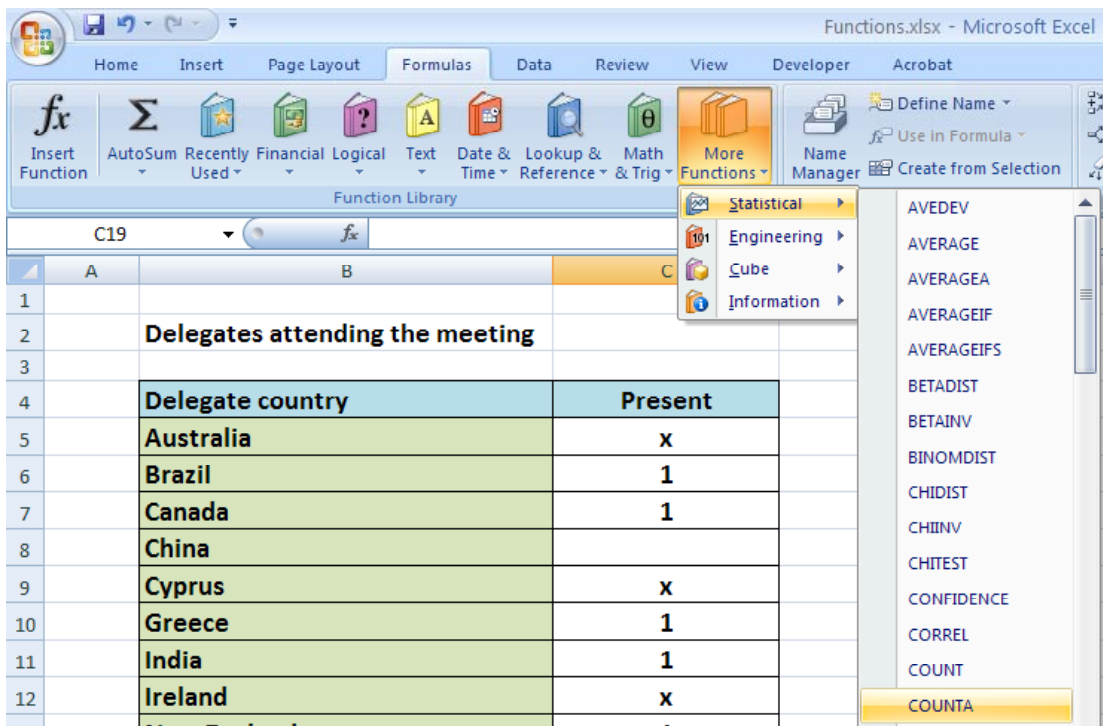 Functions.xlsx - Microsoft Excel
Home Insert Page Layout Formulas Data Review View Developer Acrobat
fx Σ ? A θ Define Name
Use in Formula
Insert Function AutoSum Recently Used Financial Logical Text Date & Time Lookup & Reference Math & Trig More Functions Name Manager Create from Selection
Function Library
C19 fx
Statistical
101 Engineering
Cube
Information
AVEDEV
AVERAGE
AVERAGEA
AVERAGEIF
AVERAGEIFS
BETADIST
BETAINV
BINOMDIST
CHIDIST
CHIINV
CHITEST
CONFIDENCE
CORREL
COUNT
COUNTA
A B C
1
2 Delegates attending the meeting
3
4 Delegate country Present
5 Australia x
6 Brazil 1
7 Canada 1
8 China
9 Cyprus x
10 Greece 1
11 India 1
12 Ireland x